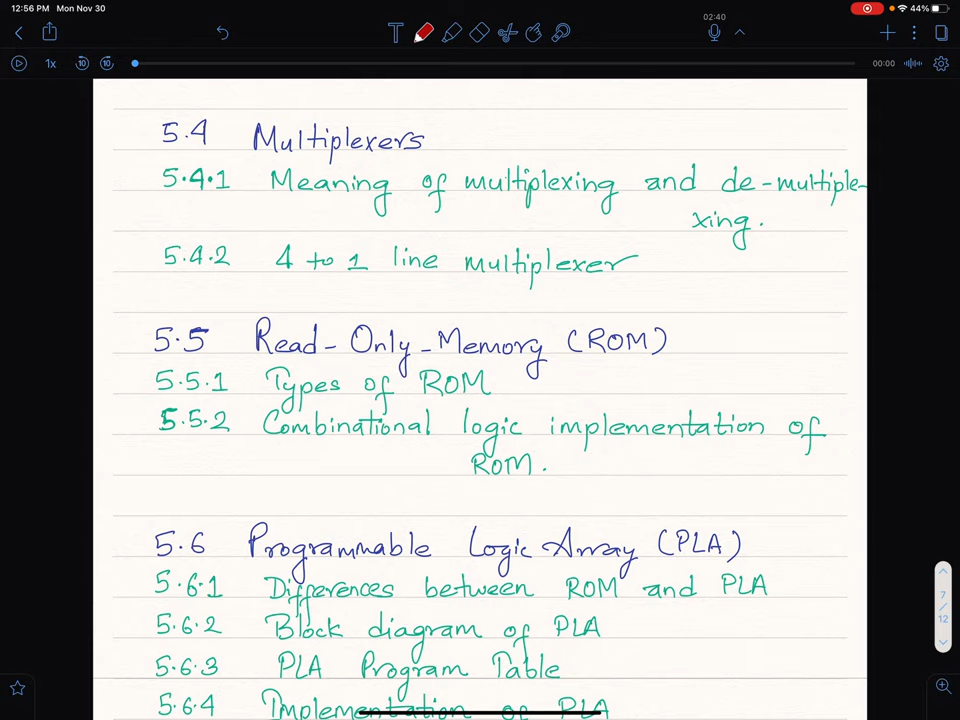 12:56 PM Mon Nov 30
44%
02:40
T
1x
10
10
00:00
5.4 Multiplexers
5.4.1 Meaning of multiplexing and de-multiple-
xing.
5.4.2 4 to 1 line multiplexer
5.5 Read-Only-Memory (ROM)
5.5.1 Types of ROM
5.5.2 Combinational logic implementation of
ROM.
5.6 Programmable Logic Array (PLA)
5.6.1 Differences between ROM and PLA
5.6.2 Block diagram of PLA
5.6.3 PLA Program Table
5.6.4 Implementation of PLA
7
/
12